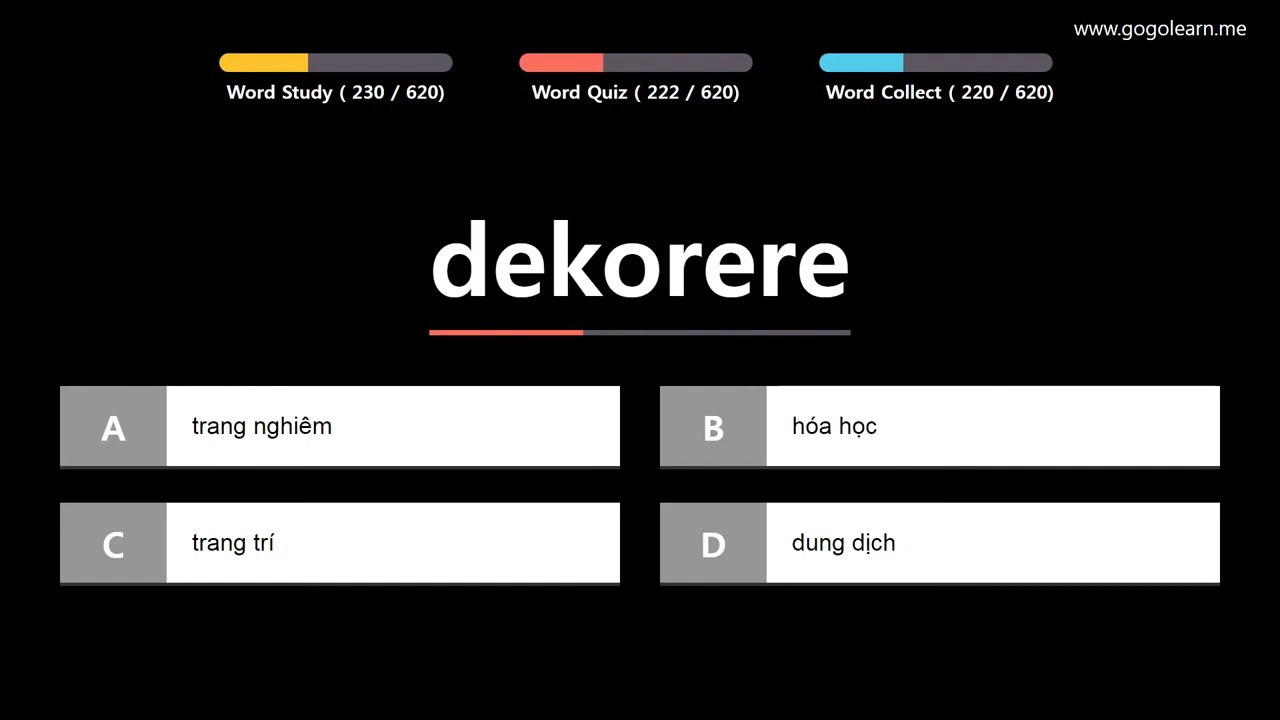 www.gogolearn.me
Word Study ( 230 / 620)
Word Quiz ( 222 / 620)
Word Collect ( 220 / 620)
dekorere
A trang nghiêm
B hóa học
C trang trí
D dung dịch